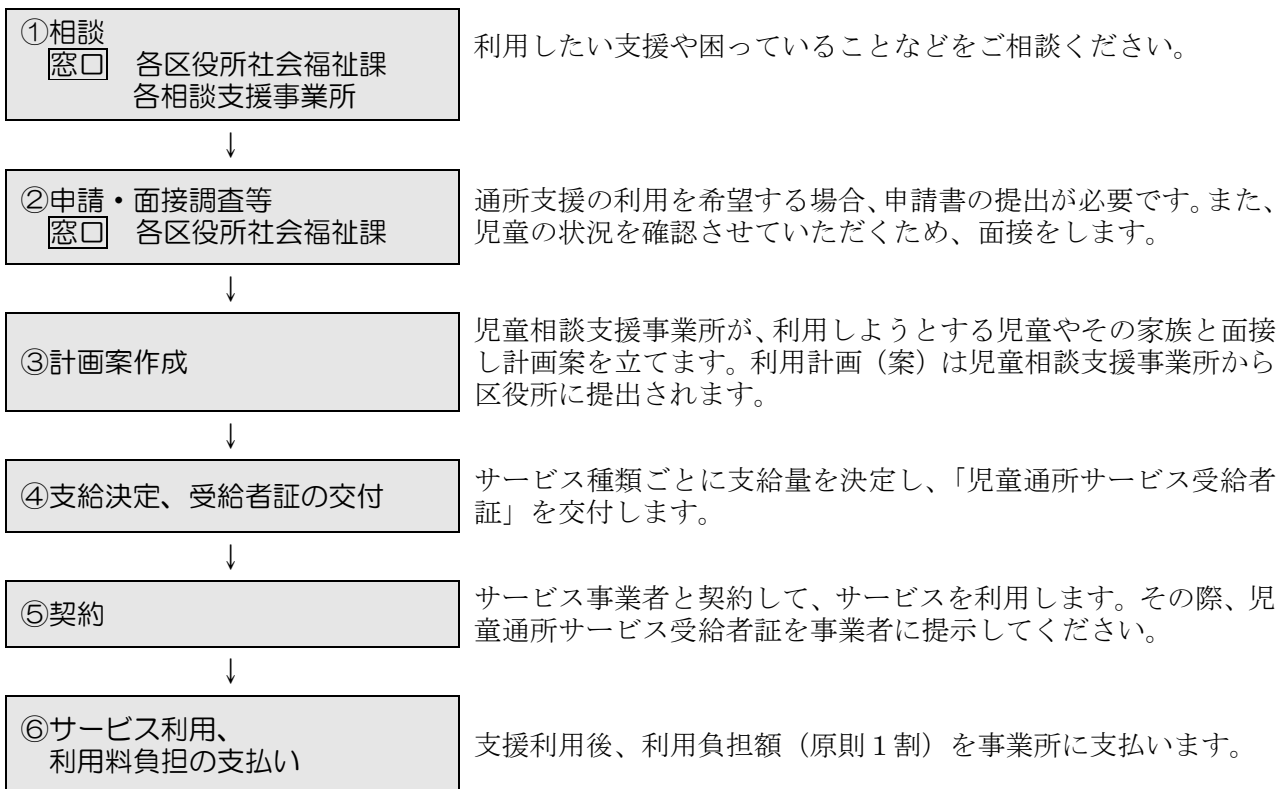 ①相談
窓口 各区役所社会福祉課
各相談支援事業所
利用したい支援や困っていることなどをご相談ください。
↓
②申請・面接調査等
窓口 各区役所社会福祉課
通所支援の利用を希望する場合、申請書の提出が必要です。また、
児童の状況を確認させていただくため、面接をします。
↓
③計画案作成
児童相談支援事業所が、利用しようとする児童やその家族と面接
し計画案を立てます。利用計画（案）は児童相談支援事業所から
区役所に提出されます。
↓
④支給決定、受給者証の交付
サービス種類ごとに支給量を決定し、「児童通所サービス受給者
証」を交付します。
↓
⑤契約
サービス事業者と契約して、サービスを利用します。その際、児
童通所サービス受給者証を事業者に提示してください。
↓
⑥サービス利用、
利用料負担の支払い
支援利用後、利用負担額（原則１割）を事業所に支払います。